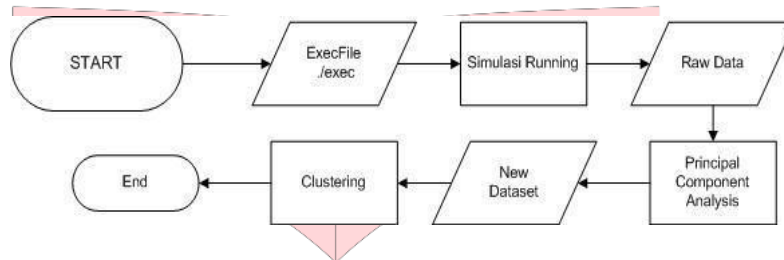 START
ExecFile
./exec
Simulasi Running
Raw Data
Principal
Component
Analysis
New
Dataset
Clustering
End